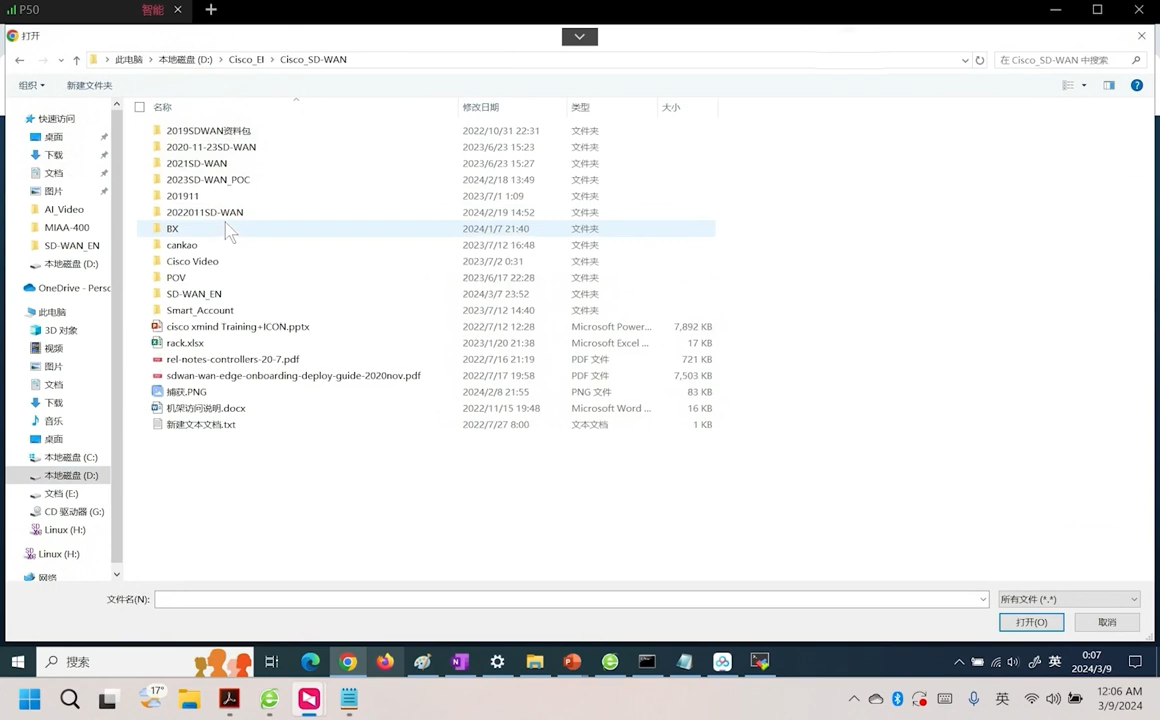 P50 智能
打开
此电脑 > 本地磁盘 (D:) > Cisco_EI > Cisco_SD-WAN
在 Cisco_SD-WAN 中搜索
组织 新建文件夹
名称 修改日期 类型 大小
快速访问
桌面
下载
文档
图片
AI_Video
MIAA-400
SD-WAN_EN
本地磁盘 (D:)
OneDrive - Perso
此电脑
3D 对象
视频
图片
文档
下载
音乐
桌面
本地磁盘 (C:)
本地磁盘 (D:)
文档 (E:)
CD 驱动器 (G:)
Linux (H:)
Linux (H:)
网络
2019SDWAN资料包 2022/10/31 22:31 文件夹
2020-11-23SD-WAN 2023/6/23 15:23 文件夹
2021SD-WAN 2023/6/23 15:27 文件夹
2023SD-WAN_POC 2024/2/18 13:49 文件夹
201911 2023/7/1 1:09 文件夹
2022011SD-WAN 2024/2/19 14:52 文件夹
BX 2024/1/7 21:40 文件夹
cankao 2023/7/12 16:48 文件夹
Cisco Video 2023/7/2 0:31 文件夹
POV 2023/6/17 22:28 文件夹
SD-WAN_EN 2024/3/7 23:52 文件夹
Smart_Account 2023/7/12 14:40 文件夹
cisco xmind Training+ICON.pptx 2022/7/12 12:28 Microsoft Power... 7,892 KB
rack.xlsx 2023/1/20 21:38 Microsoft Excel ... 17 KB
rel-notes-controllers-20-7.pdf 2022/7/16 21:19 PDF 文件 721 KB
sdwan-wan-edge-onboarding-deploy-guide-2020nov.pdf 2022/7/17 19:58 PDF 文件 7,503 KB
捕获.PNG 2024/2/8 21:55 PNG 文件 83 KB
机架访问说明.docx 2022/11/15 19:48 Microsoft Word ... 16 KB
新建文本文档.txt 2022/7/27 8:00 文本文档 1 KB
文件名(N): 所有文件 (*.*)
打开(O) 取消
搜索 英 0:07
2024/3/9
17° 英 12:06 AM
3/9/2024